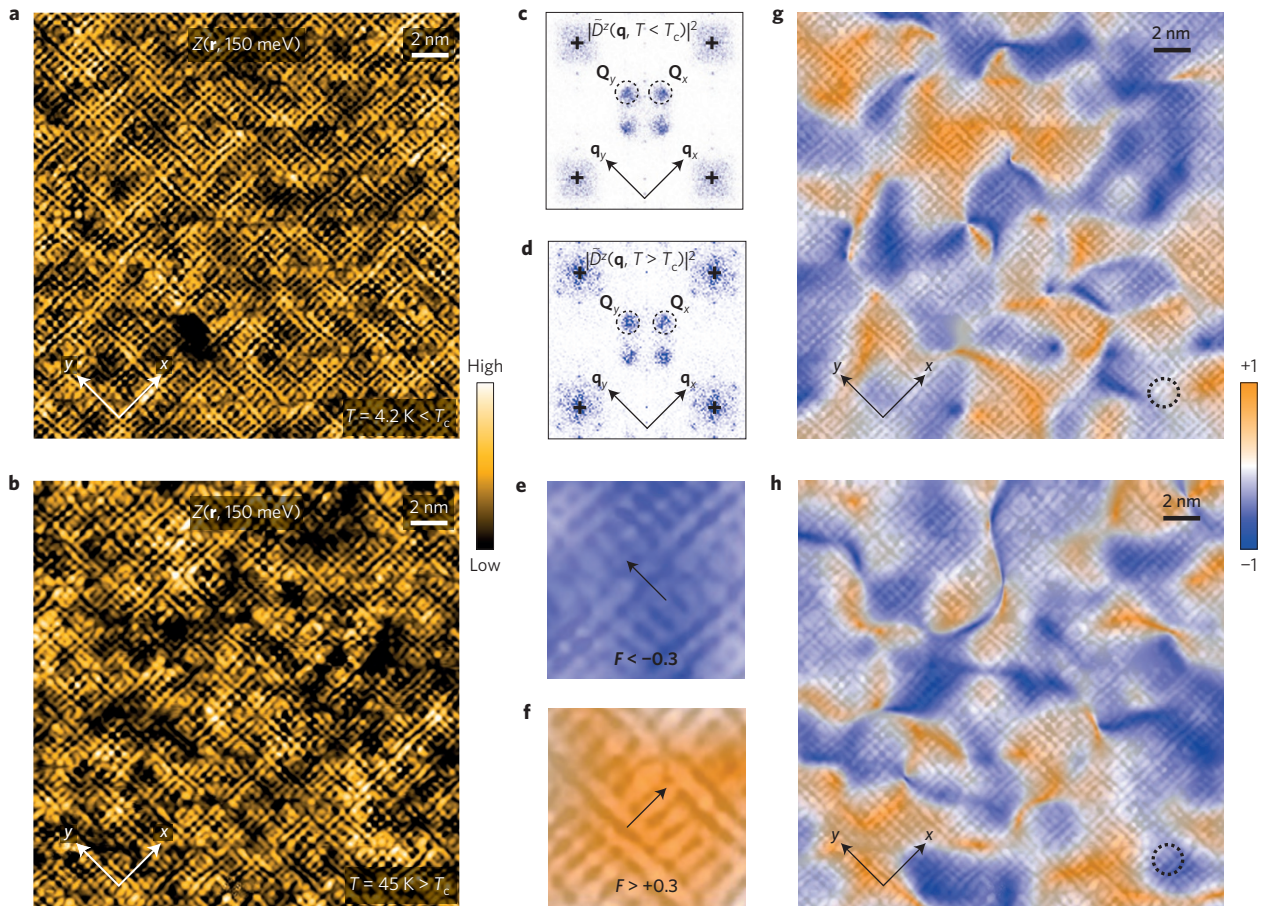 a
Z(r, 150 meV)
2 nm
y
x
T = 4.2 K < Tc
High
Low
b
Z(r, 150 meV)
2 nm
y
x
T = 45 K > Tc
c
|D̃ᶻ(q, T < Tc)|²
Qy
Qx
qy
qx
d
|D̃ᶻ(q, T > Tc)|²
Qy
Qx
qy
qx
e
F < −0.3
f
F > +0.3
g
2 nm
y
x
+1
−1
h
2 nm
y
x